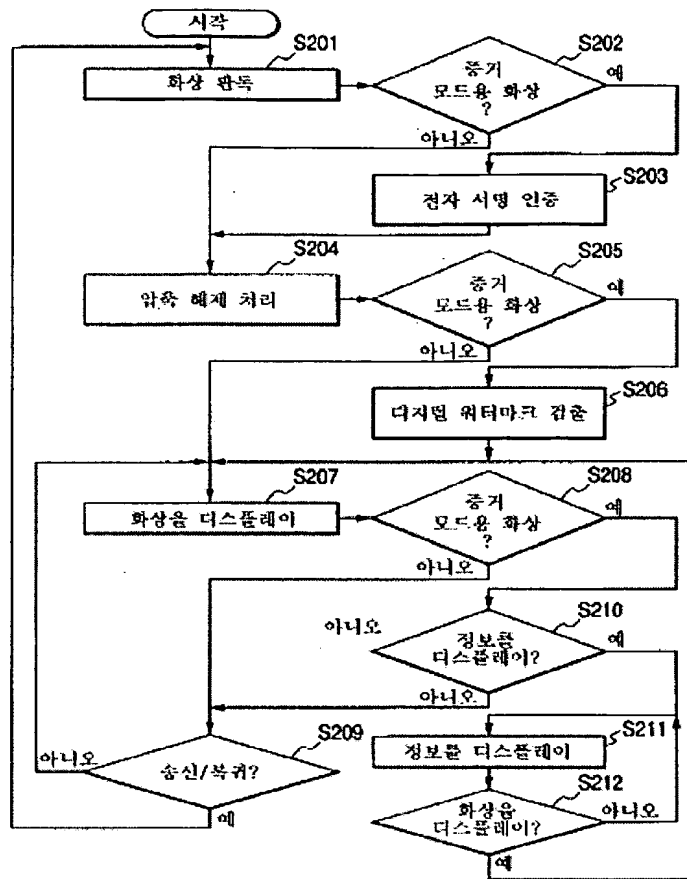 시작
S201
화상 판독
S202
증거
모드용 화상
?
예
아니오
S203
전자 서명 인증
S204
압축 해제 처리
S205
증거
모드용 화상
?
예
아니오
S206
디지털 워터마크 검출
S207
화상을 디스플레이
S208
증거
모드용 화상
?
예
아니오
S210
아니오
정보를
디스플레이?
예
아니오
S209
아니오
송신/복귀?
예
S211
정보를 디스플레이
S212
화상을
디스플레이?
아니오
예